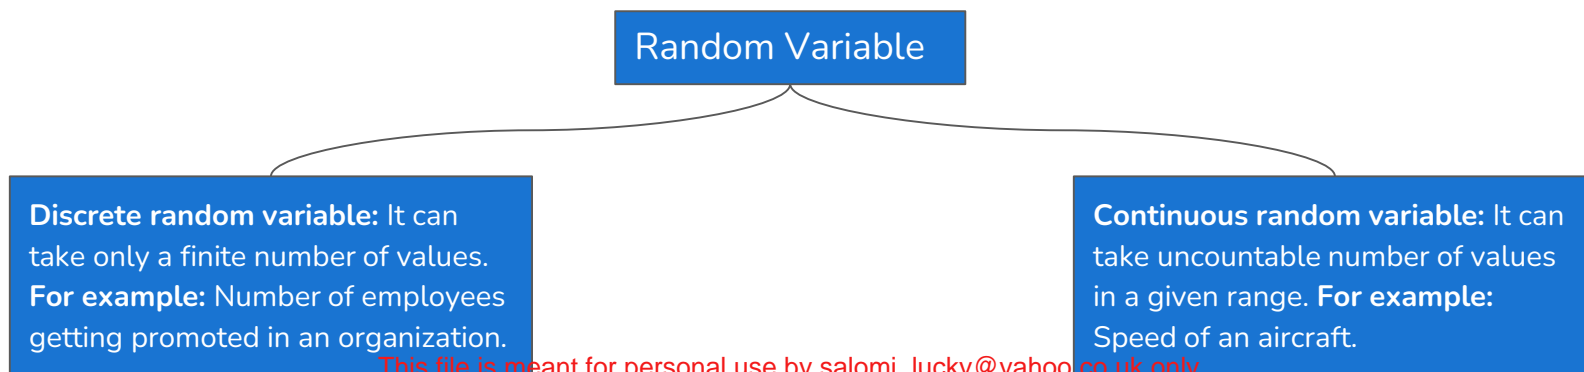 Random Variable
Discrete random variable: It can
take only a finite number of values.
For example: Number of employees
getting promoted in an organization.
Continuous random variable: It can
take uncountable number of values
in a given range. For example:
Speed of an aircraft.
This file is meant for personal use by salomi_lucky@yahoo.co.uk only